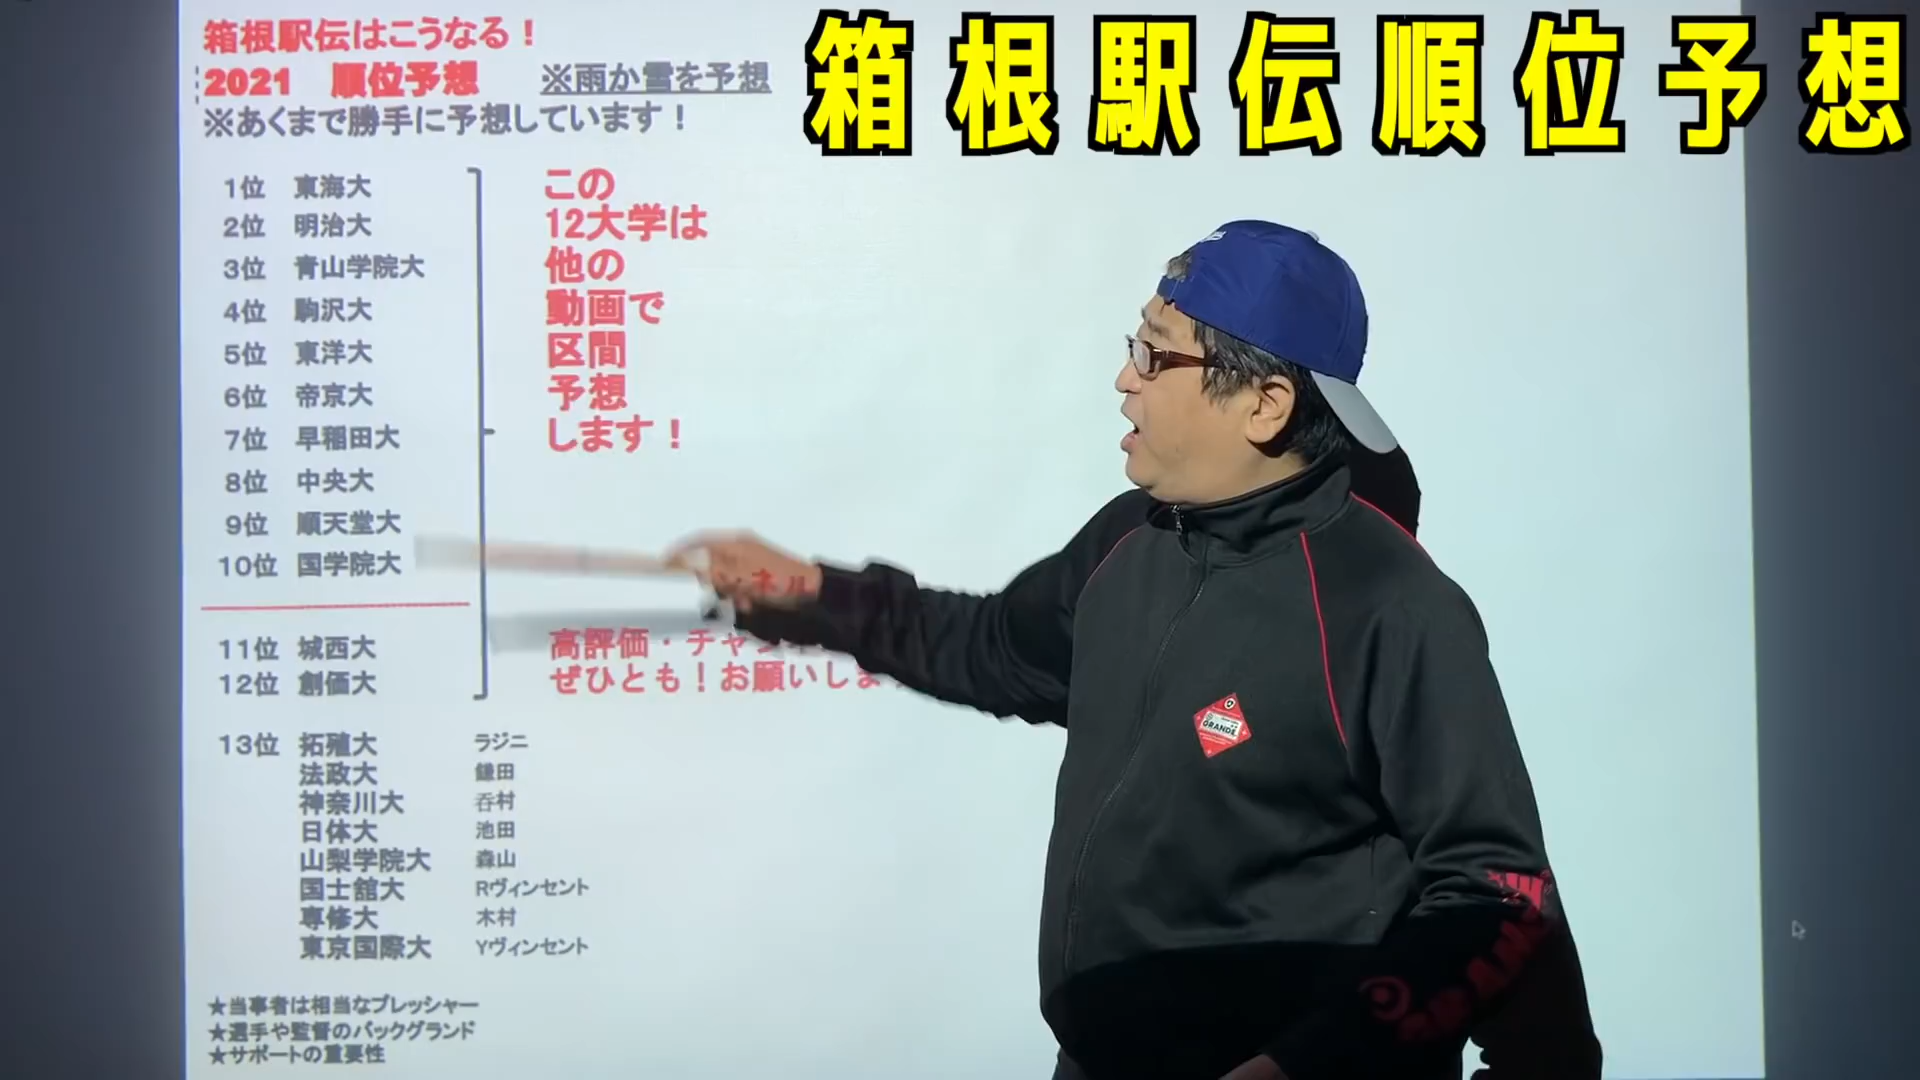 箱根駅伝順位予想
箱根駅伝はこうなる！
2021 順位予想 ※雨か雪を予想
※あくまで勝手に予想しています！
1位 東海大
2位 明治大
3位 青山学院大
4位 駒沢大
5位 東洋大
6位 帝京大
7位 早稲田大
8位 中央大
9位 順天堂大
10位 国学院大
11位 城西大
12位 創価大
この
12大学は
他の
動画で
区間
予想
します！
高評価・チャンネル
ぜひとも！お願いしま
13位 拓殖大 ラジニ
法政大 鎌田
神奈川大 呑村
日体大 池田
山梨学院大 森山
国士舘大 Rヴィンセント
専修大 木村
東京国際大 Yヴィンセント
★当事者は相当なプレッシャー
★選手や監督のバックグランド
★サポートの重要性
GRANDE